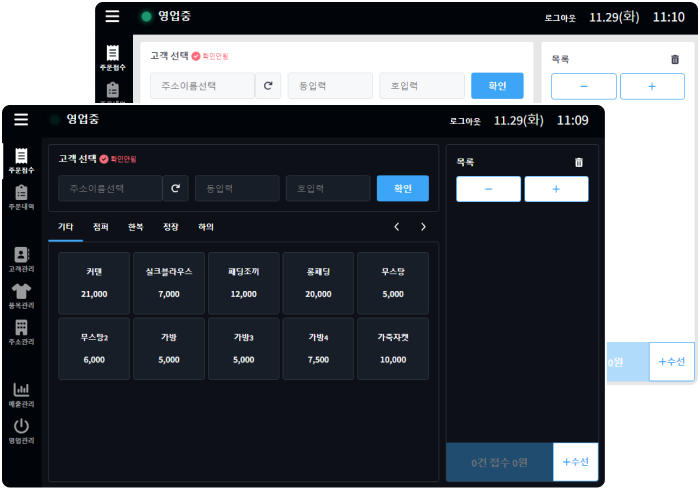 영업중
로그아웃 11.29(화) 11:10
주문접수
고객 선택 확인안됨
목록
주소이름선택
동입력
호입력
확인
−
+
0원
+수선
영업중
로그아웃 11.29(화) 11:09
주문접수
주문내역
고객관리
품목관리
주소관리
매출관리
영업관리
고객 선택 확인안됨
주소이름선택
동입력
호입력
확인
기타 점퍼 한복 정장 하의
커텐 실크블라우스 패딩조끼 롱패딩 무스탕
21,000 7,000 12,000 20,000 5,000
무스탕2 가방 가방3 가방4 가죽자켓
6,000 5,000 5,000 7,500 10,000
목록
−
+
0건 접수 0원
+수선